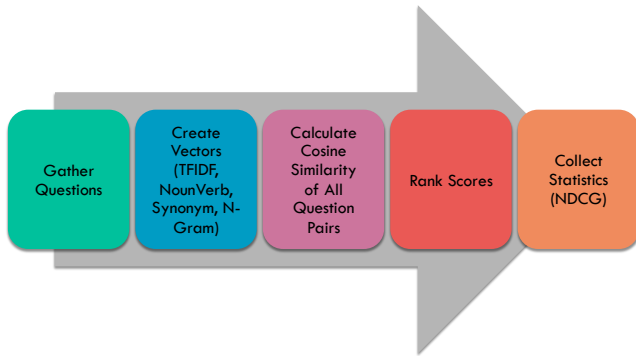 Gather
Questions
Create
Vectors
(TFIDF,
NounVerb,
Synonym, N-
Gram)
Calculate
Cosine
Similarity
of All
Question
Pairs
Rank Scores
Collect
Statistics
(NDCG)